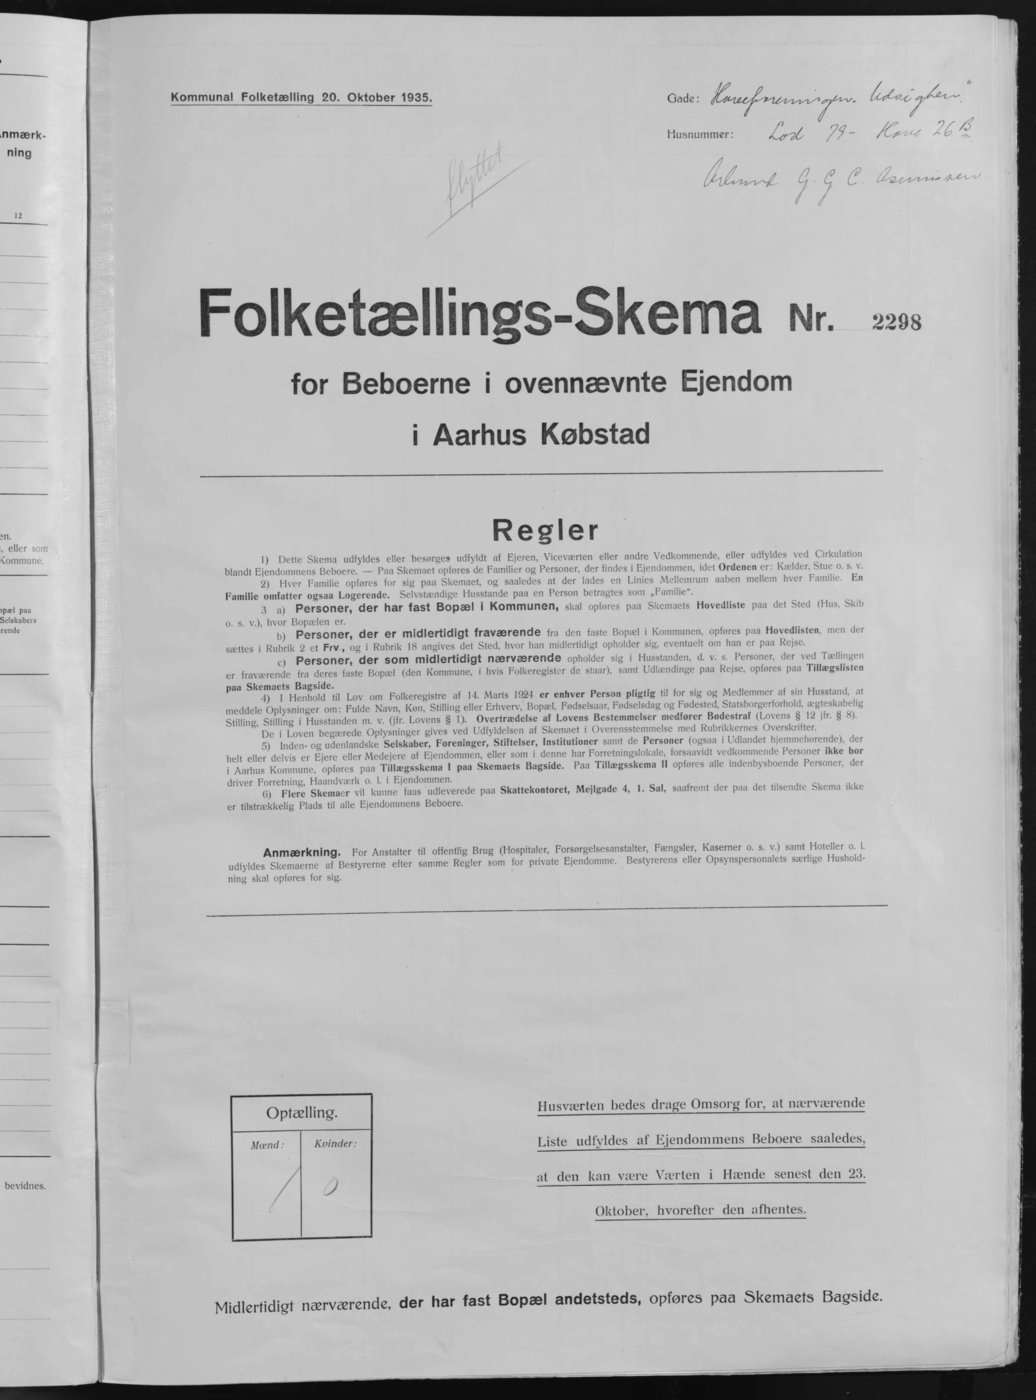 nmærk-
ning
12
en.
, eller som
Kommune.
opæl paa
Selskabers
rende
bevidnes.
Kommunal Folketælling 20. Oktober 1935.
Gade: Haveforeningen „Udsigten"
Husnummer: Lod 79 - Have 26 B
G. G. C. Asmussen.
flyttet
Folketællings-Skema Nr. 2298
for Beboerne i ovennævnte Ejendom
i Aarhus Købstad
Regler
1) Dette Skema udfyldes eller besørges udfyldt af Ejeren, Viceværten eller andre Vedkommende, eller udfyldes ved Cirkulation
blandt Ejendommens Beboere. — Paa Skemaet opføres de Familier og Personer, der findes i Ejendommen, idet Ordenen er: Kælder, Stue o. s. v.
2) Hver Familie opføres for sig paa Skemaet, og saaledes at der lades en Linies Mellemrum aaben mellem hver Familie. En
Familie omfatter ogsaa Logerende. Selvstændige Husstande paa en Person betragtes som „Familie".
3 a) Personer, der har fast Bopæl i Kommunen, skal opføres paa Skemaets Hovedliste paa det Sted (Hus, Skib
o. s. v.), hvor Bopælen er.
b) Personer, der er midlertidigt fraværende fra den faste Bopæl i Kommunen, opføres paa Hovedlisten, men der
sættes i Rubrik 2 et Frv., og i Rubrik 18 angives det Sted, hvor han midlertidigt opholder sig, eventuelt om han er paa Rejse.
c) Personer, der som midlertidigt nærværende opholder sig i Husstanden, d. v. s. Personer, der ved Tællingen
er fraværende fra deres faste Bopæl (den Kommune, i hvis Folkeregister de staar), samt Udlændinge paa Rejse, opføres paa Tillægslisten
paa Skemaets Bagside.
4) I Henhold til Lov om Folkeregistre af 14. Marts 1924 er enhver Person pligtig til for sig og Medlemmer af sin Husstand, at
meddele Oplysninger om: Fulde Navn, Køn, Stilling eller Erhverv, Bopæl, Fødselsaar, Fødselsdag og Fødested, Statsborgerforhold, ægteskabelig
Stilling, Stilling i Husstanden m. v. (jfr. Lovens § 1). Overtrædelse af Lovens Bestemmelser medfører Bødestraf (Lovens § 12 jfr. § 8).
De i Loven begærede Oplysninger gives ved Udfyldelsen af Skemaet i Overensstemmelse med Rubrikkernes Overskrifter.
5) Inden- og udenlandske Selskaber, Foreninger, Stiftelser, Institutioner samt de Personer (ogsaa i Udlandet hjemmehørende), der
helt eller delvis er Ejere eller Medejere af Ejendommen, eller som i denne har Forretningslokale, forsaavidt vedkommende Personer ikke bor
i Aarhus Kommune, opføres paa Tillægsskema I paa Skemaets Bagside. Paa Tillægsskema II opføres alle indenbysboende Personer, der
driver Forretning, Haandværk o. l. i Ejendommen.
6) Flere Skemaer vil kunne faas udleverede paa Skattekontoret, Mejlgade 4, 1. Sal, saafremt der paa det tilsendte Skema ikke
er tilstrækkelig Plads til alle Ejendommens Beboere.
Anmærkning. For Anstalter til offentlig Brug (Hospitaler, Forsørgelsesanstalter, Fængsler, Kaserner o. s. v.) samt Hoteller o. l.
udfyldes Skemaerne af Bestyrerne efter samme Regler som for private Ejendomme. Bestyrerens eller Opsynspersonalets særlige Hushold-
ning skal opføres for sig.
Optælling.
Mænd: Kvinder:
1 0
Husværten bedes drage Omsorg for, at nærværende
Liste udfyldes af Ejendommens Beboere saaledes,
at den kan være Værten i Hænde senest den 23.
Oktober, hvorefter den afhentes.
Midlertidigt nærværende, der har fast Bopæl andetsteds, opføres paa Skemaets Bagside.